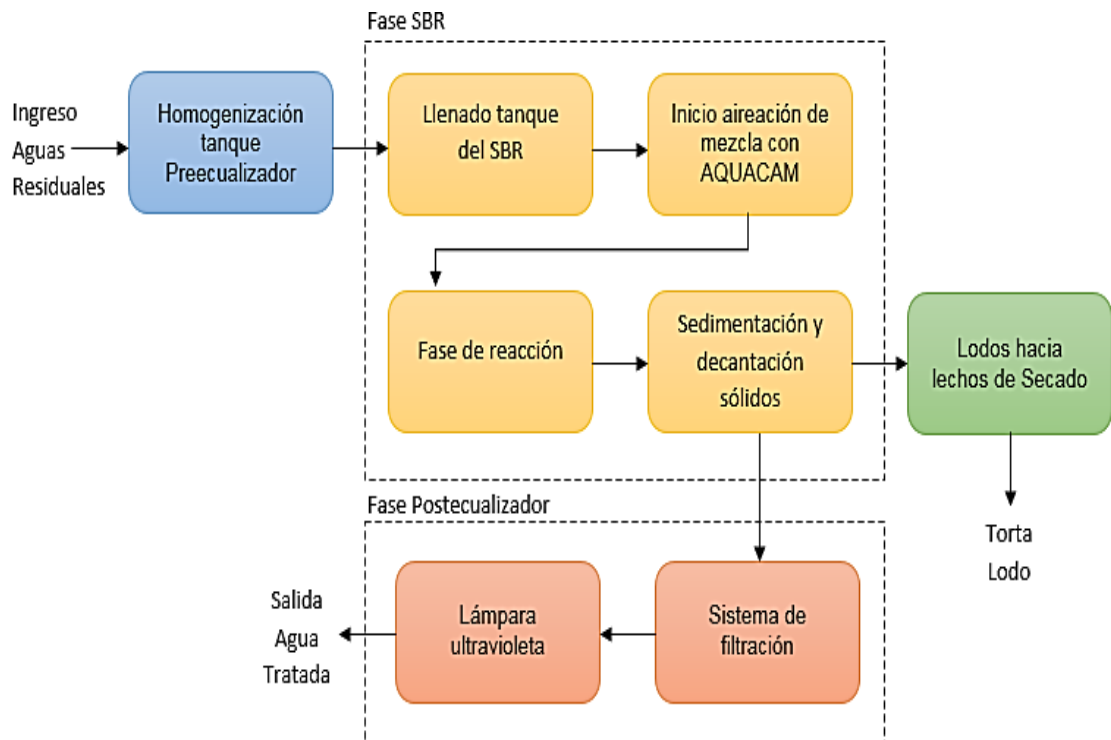 Fase SBR
Ingreso
Aguas
Residuales
Homogenización
tanque
Preecualizador
Llenado tanque
del SBR
Inicio aireación de
mezcla con
AQUACAM
Fase de reacción
Sedimentación y
decantación
sólidos
Lodos hacia
lechos de Secado
Torta
Lodo
Fase Postecualizador
Sistema de
filtración
Lámpara
ultravioleta
Salida
Agua
Tratada